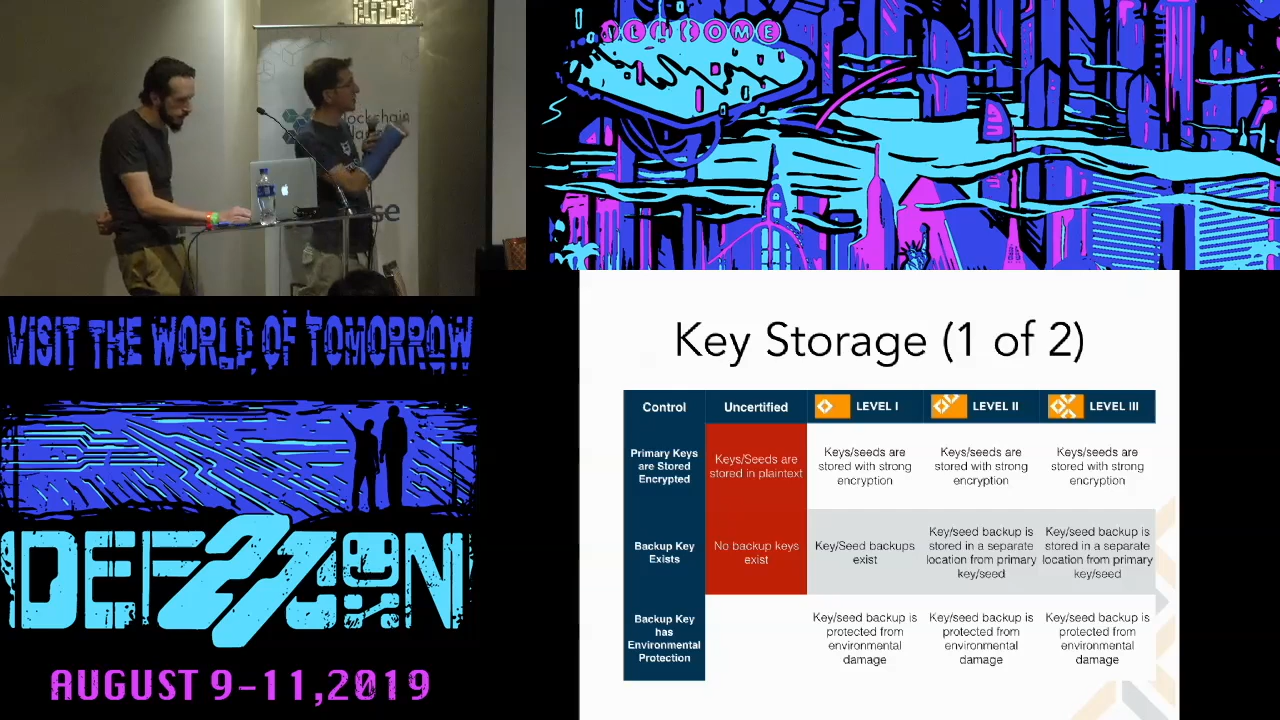 WELCOME
lockchain
se
VISIT THE WORLD OF TOMORROW
DEF CON
27
AUGUST 9-11,2019
Key Storage (1 of 2)
Control
Uncertified
LEVEL I
LEVEL II
LEVEL III
Primary Keys
are Stored
Encrypted
Keys/Seeds are
stored in plaintext
Keys/seeds are
stored with strong
encryption
Keys/seeds are
stored with strong
encryption
Keys/seeds are
stored with strong
encryption
Backup Key
Exists
No backup keys
exist
Key/Seed backups
exist
Key/seed backup is
stored in a separate
location from primary
key/seed
Key/seed backup is
stored in a separate
location from primary
key/seed
Backup Key
has
Environmental
Protection
Key/seed backup is
protected from
environmental
damage
Key/seed backup is
protected from
environmental
damage
Key/seed backup is
protected from
environmental
damage